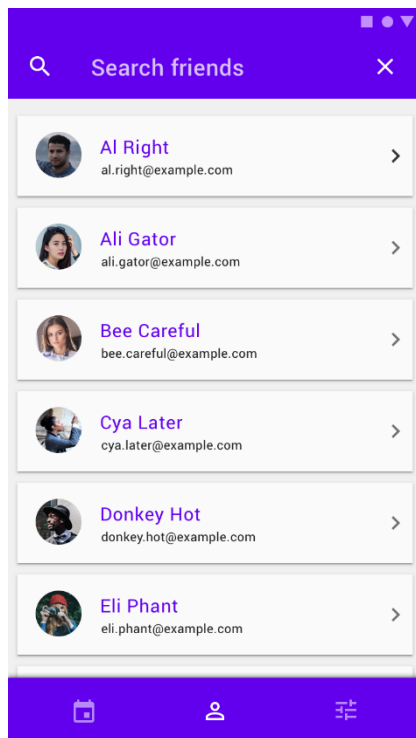 Search friends
Al Right
al.right@example.com
Ali Gator
ali.gator@example.com
Bee Careful
bee.careful@example.com
Cya Later
cya.later@example.com
Donkey Hot
donkey.hot@example.com
Eli Phant
eli.phant@example.com